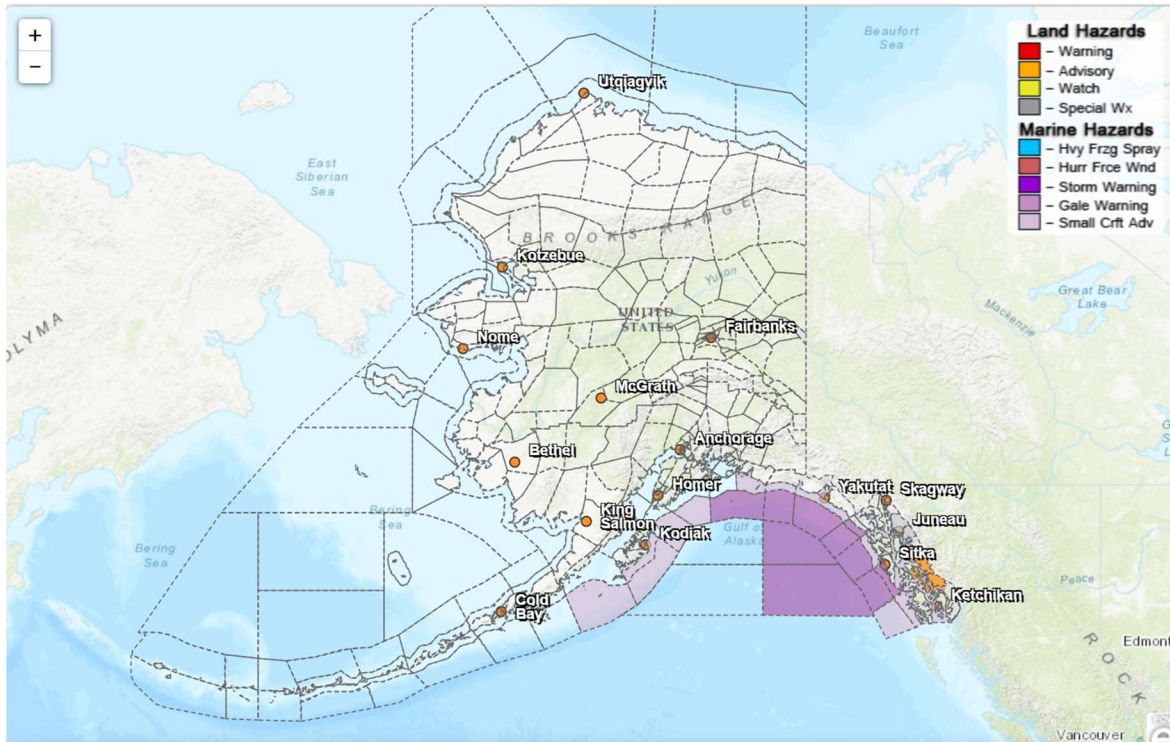 +
−
Beaufort
Sea
Land Hazards
– Warning
– Advisory
– Watch
– Special Wx
Marine Hazards
– Hvy Frzg Spray
– Hurr Frce Wnd
– Storm Warning
– Gale Warning
– Small Crft Adv
Utqiagvik
East
Siberian
Sea
BROOKS RANGE
Kotzebue
Yukon
Great Bear
Lake
Mackenzie
UNITED
STATES
Fairbanks
OLYMA
Nome
McGrath
Anchorage
Bethel
Homer
Yakutat
Skagway
King
Salmon
Kodiak
Juneau
Bering
Sea
Gulf of
Alaska
Bering
Sea
Sitka
Peace
Ketchikan
Cold
Bay
Edmont
ROCK
Vancouver